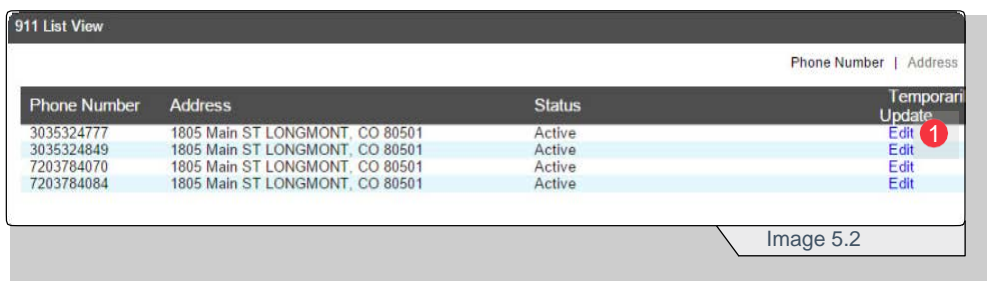 911 List View
Phone Number | Address
Phone Number Address Status Temporari
Update
3035324777 1805 Main ST LONGMONT, CO 80501 Active Edit 1
3035324849 1805 Main ST LONGMONT, CO 80501 Active Edit
7203784070 1805 Main ST LONGMONT, CO 80501 Active Edit
7203784084 1805 Main ST LONGMONT, CO 80501 Active Edit
Image 5.2